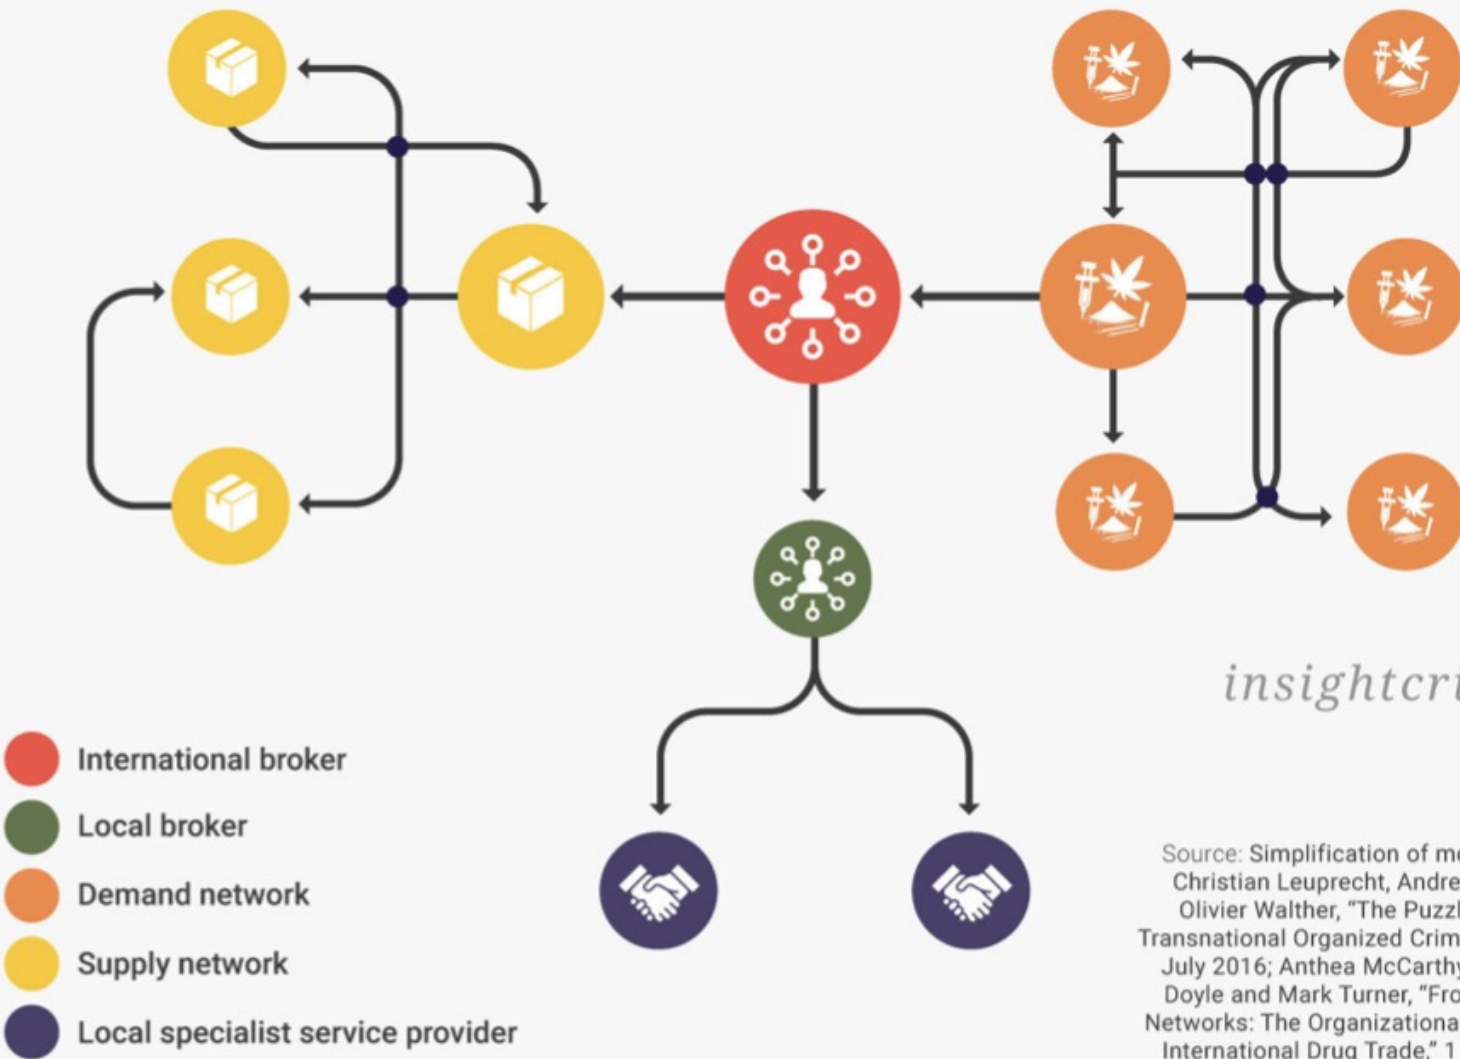 insightcri
International broker
Local broker
Demand network
Supply network
Local specialist service provider
Source: Simplification of mo
Christian Leuprecht, Andre
Olivier Walther, “The Puzzl
Transnational Organized Crim
July 2016; Anthea McCarthy
Doyle and Mark Turner, “Fro
Networks: The Organizationa
International Drug Trade,” 1